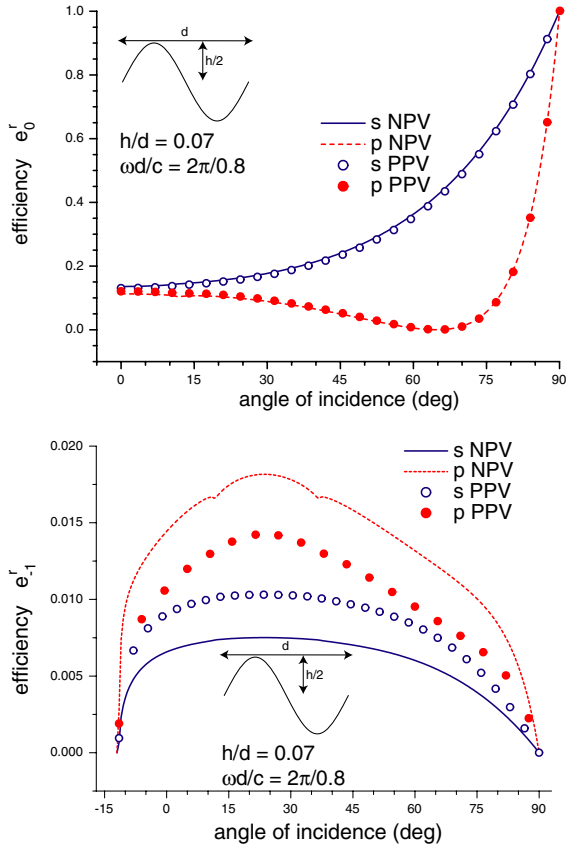 d
h/2
h/d = 0.07
ωd/c = 2π/0.8
s NPV
p NPV
s PPV
p PPV
efficiency e₀ʳ
1.0
0.8
0.6
0.4
0.2
0.0
0 15 30 45 60 75 90
angle of incidence (deg)
s NPV
p NPV
s PPV
p PPV
efficiency e₋₁ʳ
0.020
0.015
0.010
0.005
0.000
d
h/2
h/d = 0.07
ωd/c = 2π/0.8
-15 0 15 30 45 60 75 90
angle of incidence (deg)